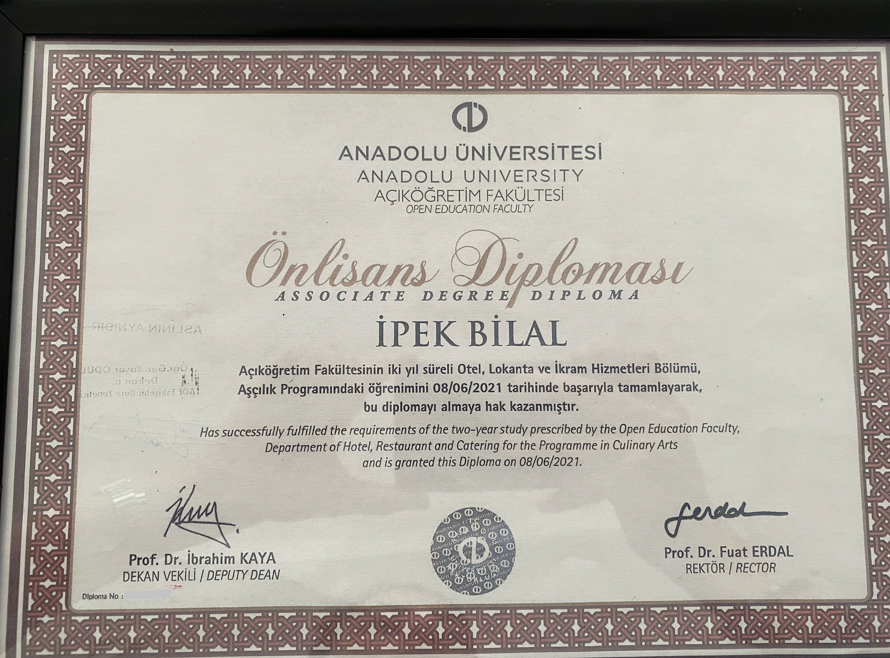 ANADOLU ÜNİVERSİTESİ
ANADOLU UNIVERSITY
AÇIKÖĞRETİM FAKÜLTESİ
OPEN EDUCATION FACULTY
Önlisans Diploması
ASSOCIATE DEGREE DIPLOMA
İPEK BİLAL
Açıköğretim Fakültesinin iki yıl süreli Otel, Lokanta ve İkram Hizmetleri Bölümü,
Aşçılık Programındaki öğrenimini 08/06/2021 tarihinde başarıyla tamamlayarak,
bu diplomayı almaya hak kazanmıştır.
Has successfully fulfilled the requirements of the two-year study prescribed by the Open Education Faculty,
Department of Hotel, Restaurant and Catering for the Programme in Culinary Arts
and is granted this Diploma on 08/06/2021.
ASLININ AYNIDIR
Prof. Dr. İbrahim KAYA
DEKAN VEKİLİ / DEPUTY DEAN
Prof. Dr. Fuat ERDAL
REKTÖR / RECTOR
Diploma No :